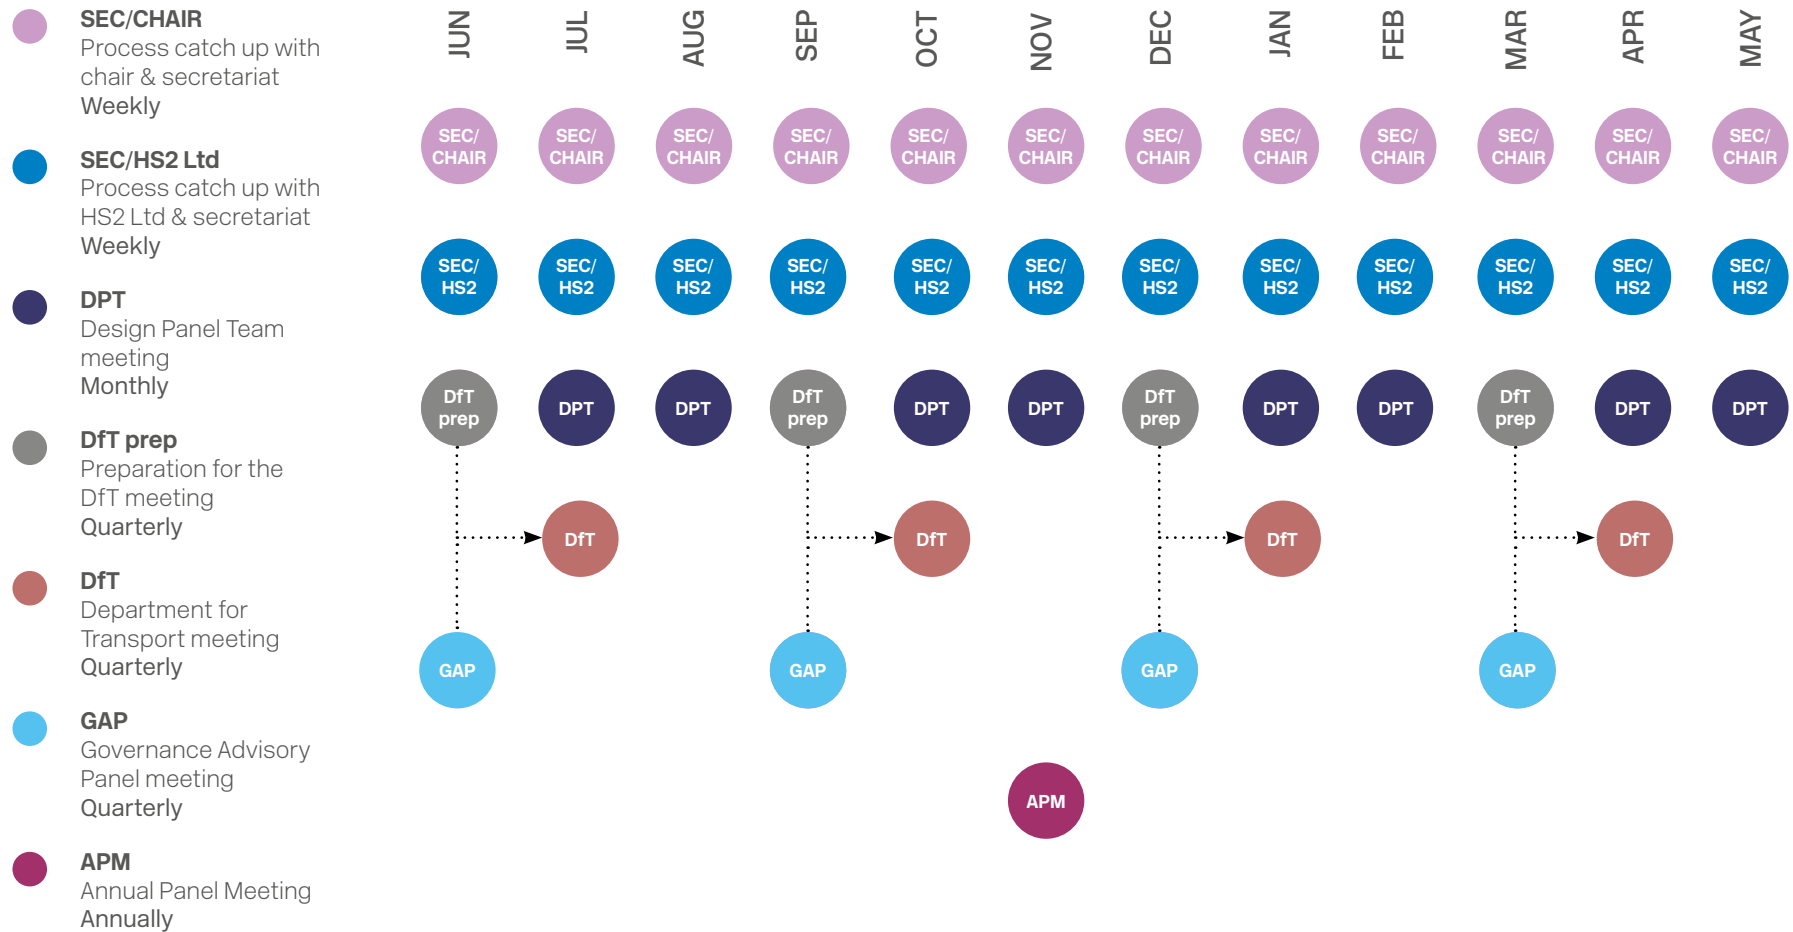 SEC/CHAIR
Process catch up with
chair & secretariat
Weekly
SEC/HS2 Ltd
Process catch up with
HS2 Ltd & secretariat
Weekly
DPT
Design Panel Team
meeting
Monthly
DfT prep
Preparation for the
DfT meeting
Quarterly
DfT
Department for
Transport meeting
Quarterly
GAP
Governance Advisory
Panel meeting
Quarterly
APM
Annual Panel Meeting
Annually
JUN JUL AUG SEP OCT NOV DEC JAN FEB MAR APR MAY
SEC/ SEC/ SEC/ SEC/ SEC/ SEC/ SEC/ SEC/ SEC/ SEC/ SEC/ SEC/
CHAIR CHAIR CHAIR CHAIR CHAIR CHAIR CHAIR CHAIR CHAIR CHAIR CHAIR CHAIR
SEC/ SEC/ SEC/ SEC/ SEC/ SEC/ SEC/ SEC/ SEC/ SEC/ SEC/ SEC/
HS2 HS2 HS2 HS2 HS2 HS2 HS2 HS2 HS2 HS2 HS2 HS2
DfT DfT DfT DfT
prep DPT DPT prep DPT DPT prep DPT DPT prep DPT DPT
DfT DfT DfT DfT
GAP GAP GAP GAP
APM